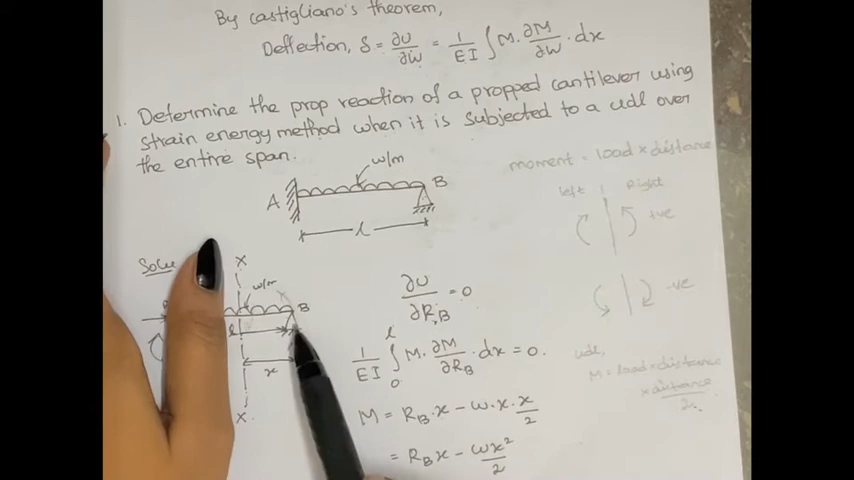 By castigliano's theorem,
Deflection, δ = ∂U/∂W = 1/EI ∫ M. ∂M/∂W . dx
1. Determine the prop reaction of a propped cantilever using
strain energy method when it is subjected to a udl over
the entire span.
w/m
A B
l
moment = load × distance
left | Right
+ve
-ve
Soln
X
w/m
B
l
x
X
∂U/∂R_B = 0
1/EI ∫₀^l M. ∂M/∂R_B . dx = 0.
M = R_B.x - w.x. x/2
= R_B x - wx²/2
udl,
M = load × distance
× distance/2